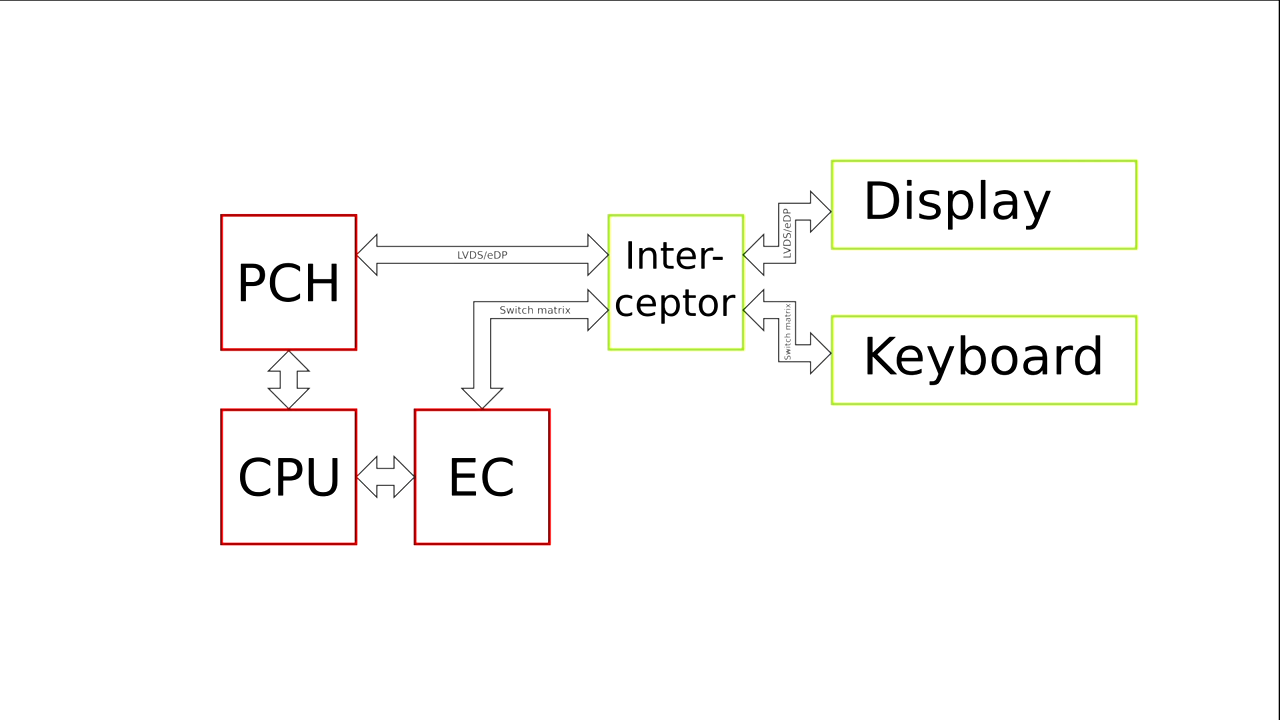 Display
LVDS/eDP
PCH
LVDS/eDP
Inter-
ceptor
Switch matrix
Switch matrix
Keyboard
CPU
EC